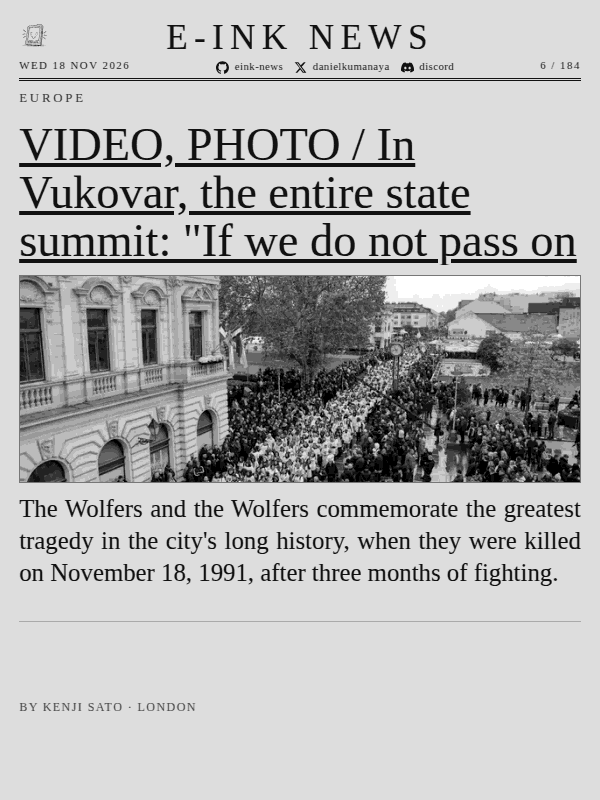 E-INK NEWS
WED 18 NOV 2026
eink-news danielkumanaya discord
6 / 184
EUROPE
VIDEO, PHOTO / In
Vukovar, the entire state
summit: "If we do not pass on
The Wolfers and the Wolfers commemorate the greatest
tragedy in the city's long history, when they were killed
on November 18, 1991, after three months of fighting.
BY KENJI SATO · LONDON